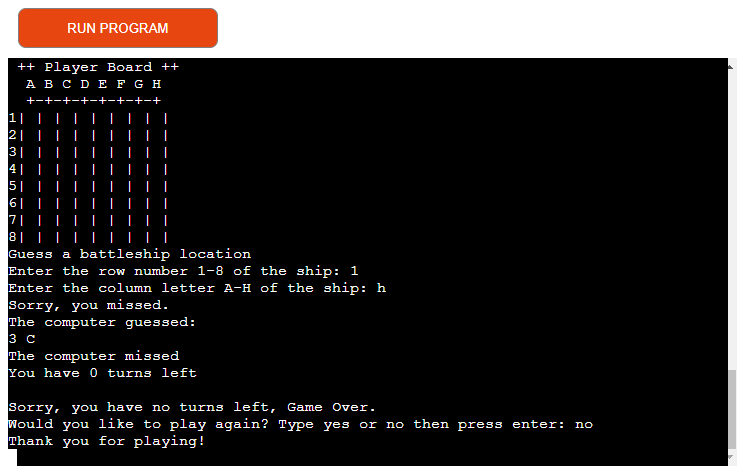 RUN PROGRAM
++ Player Board ++
A B C D E F G H
+-+-+-+-+-+-+-+
1| | | | | | | | |
2| | | | | | | | |
3| | | | | | | | |
4| | | | | | | | |
5| | | | | | | | |
6| | | | | | | | |
7| | | | | | | | |
8| | | | | | | | |
Guess a battleship location
Enter the row number 1-8 of the ship: 1
Enter the column letter A-H of the ship: h
Sorry, you missed.
The computer guessed:
3 C
The computer missed
You have 0 turns left
Sorry, you have no turns left, Game Over.
Would you like to play again? Type yes or no then press enter: no
Thank you for playing!